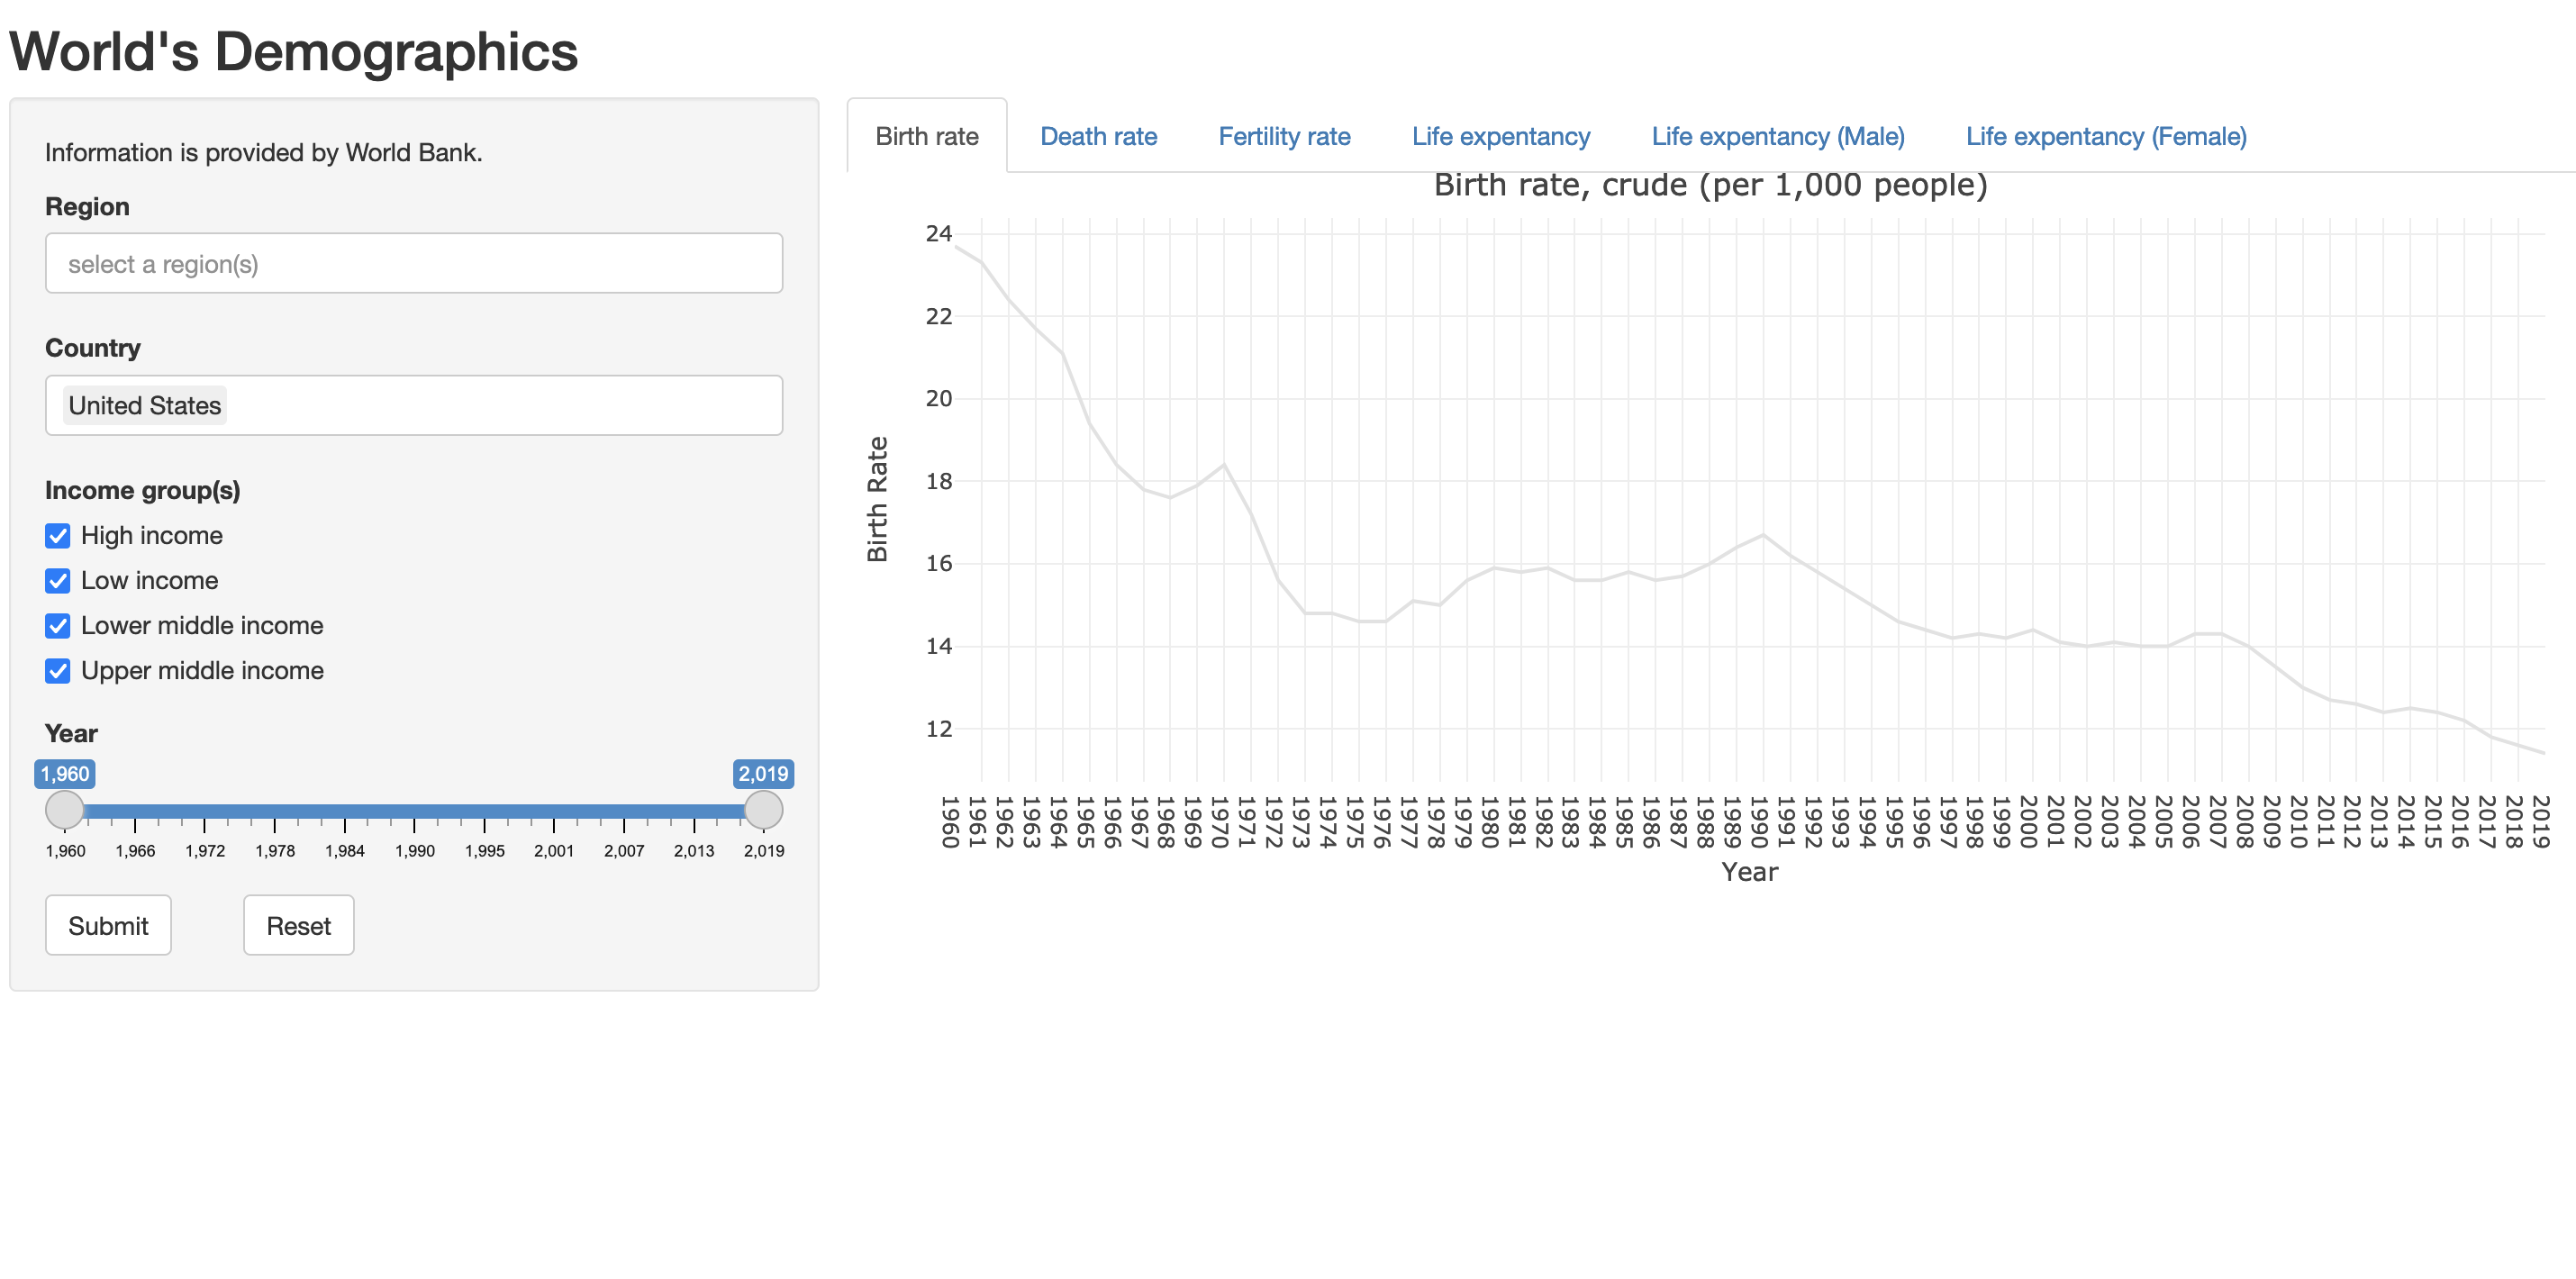 World's Demographics
Information is provided by World Bank.
Region
select a region(s)
Country
United States
Income group(s)
High income
Low income
Lower middle income
Upper middle income
Year
1,960 2,019
1,960 1,966 1,972 1,978 1,984 1,990 1,995 2,001 2,007 2,013 2,019
Submit Reset
Birth rate Death rate Fertility rate Life expentancy Life expentancy (Male) Life expentancy (Female)
Birth rate, crude (per 1,000 people)
Birth Rate
24
22
20
18
16
14
12
1960 1961 1962 1963 1964 1965 1966 1967 1968 1969 1970 1971 1972 1973 1974 1975 1976 1977 1978 1979 1980 1981 1982 1983 1984 1985 1986 1987 1988 1989 1990 1991 1992 1993 1994 1995 1996 1997 1998 1999 2000 2001 2002 2003 2004 2005 2006 2007 2008 2009 2010 2011 2012 2013 2014 2015 2016 2017 2018 2019
Year